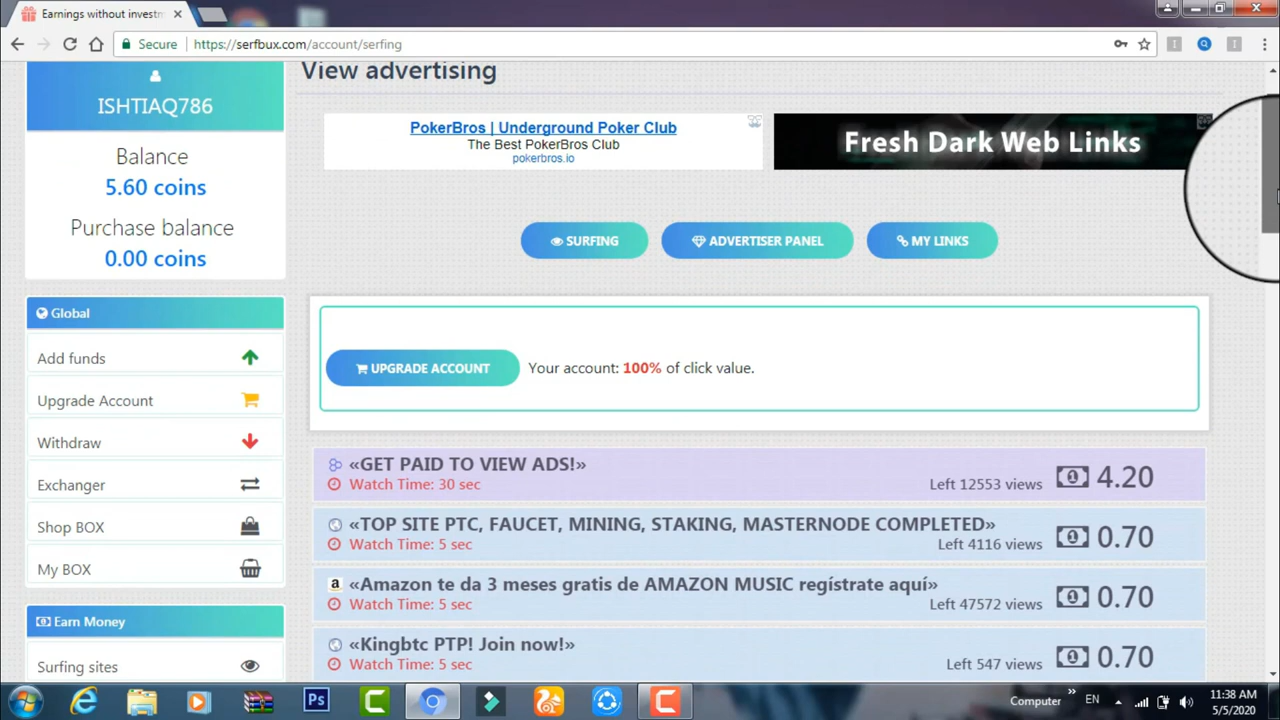 Earnings without investm
Secure https://serfbux.com/account/serfing
ISHTIAQ786
Balance
5.60 coins
Purchase balance
0.00 coins
Global
Add funds
Upgrade Account
Withdraw
Exchanger
Shop BOX
My BOX
Earn Money
Surfing sites
View advertising
PokerBros | Underground Poker Club
The Best PokerBros Club
pokerbros.io
Fresh Dark Web Links
SURFING
ADVERTISER PANEL
MY LINKS
UPGRADE ACCOUNT Your account: 100% of click value.
«GET PAID TO VIEW ADS!»
Watch Time: 30 sec Left 12553 views 4.20
«TOP SITE PTC, FAUCET, MINING, STAKING, MASTERNODE COMPLETED»
Watch Time: 5 sec Left 4116 views 0.70
«Amazon te da 3 meses gratis de AMAZON MUSIC regístrate aquí»
Watch Time: 5 sec Left 47572 views 0.70
«Kingbtc PTP! Join now!»
Watch Time: 5 sec Left 547 views 0.70
Computer EN
11:38 AM
5/5/2020